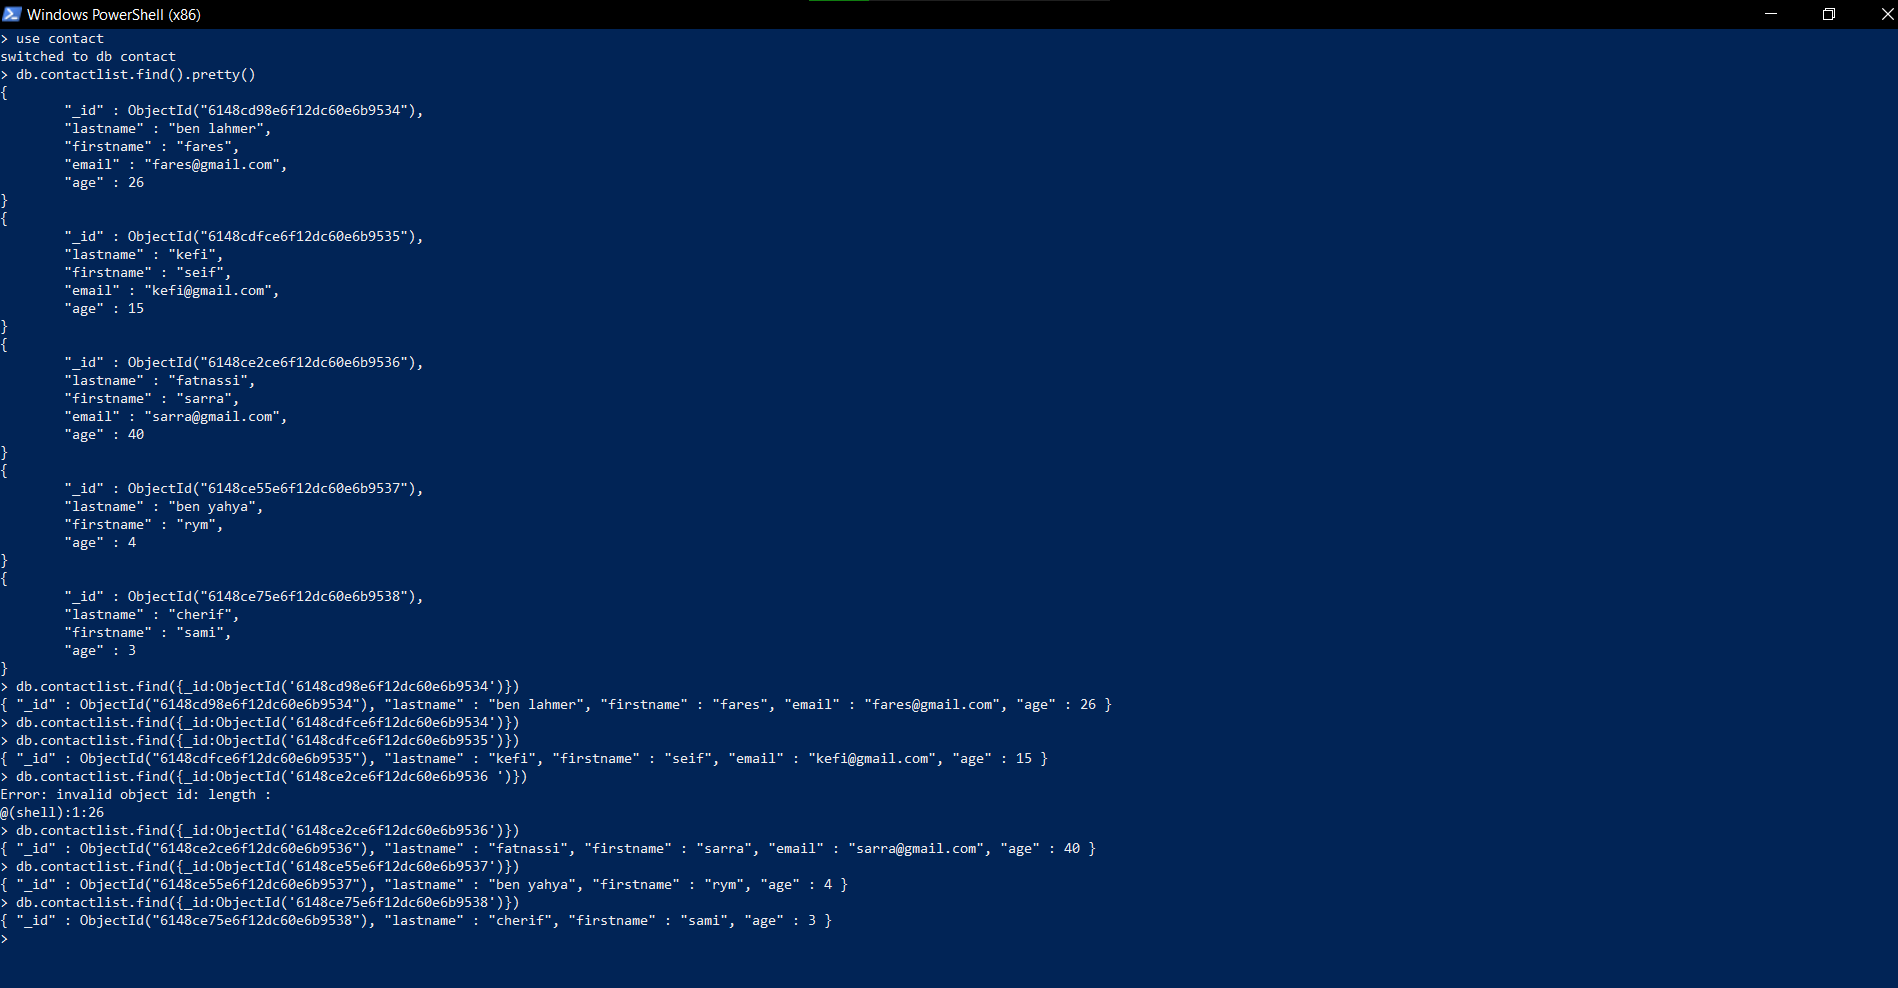 Windows PowerShell (x86)
> use contact
switched to db contact
> db.contactlist.find().pretty()
{
        "_id" : ObjectId("6148cd98e6f12dc60e6b9534"),
        "lastname" : "ben lahmer",
        "firstname" : "fares",
        "email" : "fares@gmail.com",
        "age" : 26
}
{
        "_id" : ObjectId("6148cdfce6f12dc60e6b9535"),
        "lastname" : "kefi",
        "firstname" : "seif",
        "email" : "kefi@gmail.com",
        "age" : 15
}
{
        "_id" : ObjectId("6148ce2ce6f12dc60e6b9536"),
        "lastname" : "fatnassi",
        "firstname" : "sarra",
        "email" : "sarra@gmail.com",
        "age" : 40
}
{
        "_id" : ObjectId("6148ce55e6f12dc60e6b9537"),
        "lastname" : "ben yahya",
        "firstname" : "rym",
        "age" : 4
}
{
        "_id" : ObjectId("6148ce75e6f12dc60e6b9538"),
        "lastname" : "cherif",
        "firstname" : "sami",
        "age" : 3
}
> db.contactlist.find({_id:ObjectId('6148cd98e6f12dc60e6b9534')})
{ "_id" : ObjectId("6148cd98e6f12dc60e6b9534"), "lastname" : "ben lahmer", "firstname" : "fares", "email" : "fares@gmail.com", "age" : 26 }
> db.contactlist.find({_id:ObjectId('6148cdfce6f12dc60e6b9534')})
> db.contactlist.find({_id:ObjectId('6148cdfce6f12dc60e6b9535')})
{ "_id" : ObjectId("6148cdfce6f12dc60e6b9535"), "lastname" : "kefi", "firstname" : "seif", "email" : "kefi@gmail.com", "age" : 15 }
> db.contactlist.find({_id:ObjectId('6148ce2ce6f12dc60e6b9536 ')})
Error: invalid object id: length :
@(shell):1:26
> db.contactlist.find({_id:ObjectId('6148ce2ce6f12dc60e6b9536')})
{ "_id" : ObjectId("6148ce2ce6f12dc60e6b9536"), "lastname" : "fatnassi", "firstname" : "sarra", "email" : "sarra@gmail.com", "age" : 40 }
> db.contactlist.find({_id:ObjectId('6148ce55e6f12dc60e6b9537')})
{ "_id" : ObjectId("6148ce55e6f12dc60e6b9537"), "lastname" : "ben yahya", "firstname" : "rym", "age" : 4 }
> db.contactlist.find({_id:ObjectId('6148ce75e6f12dc60e6b9538')})
{ "_id" : ObjectId("6148ce75e6f12dc60e6b9538"), "lastname" : "cherif", "firstname" : "sami", "age" : 3 }
>